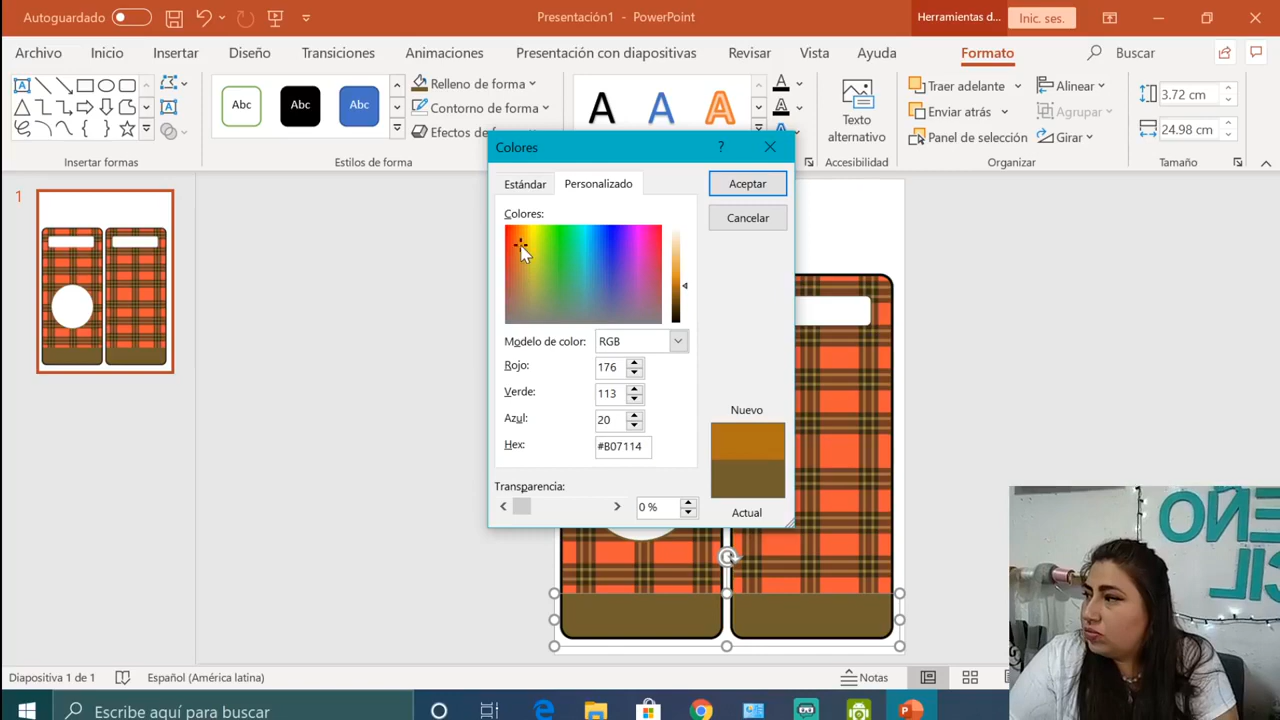 Autoguardado
Presentación1 - PowerPoint
Herramientas d...
Inic. ses.
Archivo
Inicio
Insertar
Diseño
Transiciones
Animaciones
Presentación con diapositivas
Revisar
Vista
Ayuda
Formato
Buscar
Abc
Abc
Abc
Relleno de forma
Contorno de forma
Efectos de
A
A
A
A
A
A
Texto
alternativo
Traer adelante
Enviar atrás
Panel de selección
Alinear
Agrupar
Girar
3.72 cm
24.98 cm
Insertar formas
Estilos de forma
Accesibilidad
Organizar
Tamaño
1
Colores
?
Estándar
Personalizado
Aceptar
Cancelar
Colores:
Modelo de color:
RGB
Rojo:
176
Verde:
113
Azul:
20
Hex:
#B07114
Transparencia:
0 %
Nuevo
Actual
Diapositiva 1 de 1
Español (América latina)
Notas
Escribe aquí para buscar